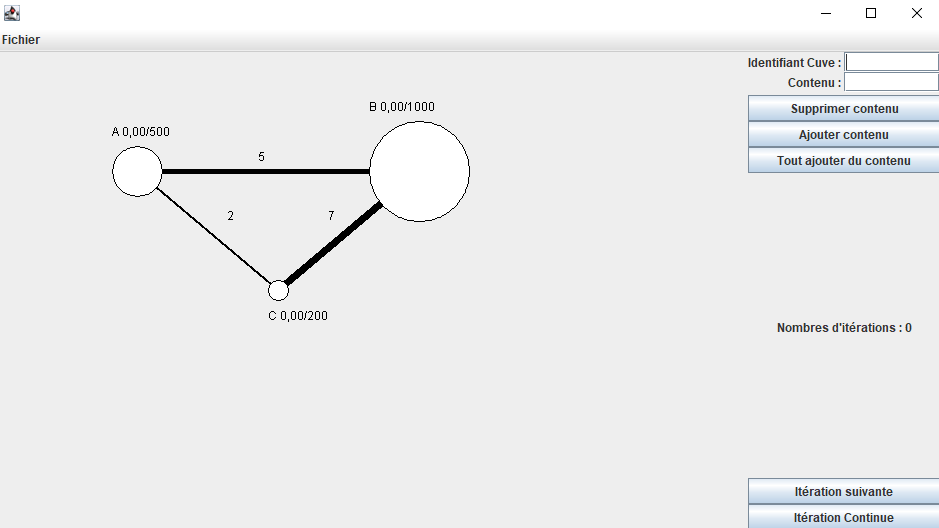 Fichier
Identifiant Cuve :
Contenu :
Supprimer contenu
Ajouter contenu
Tout ajouter du contenu
B 0,00/1000
A 0,00/500
5
2
7
C 0,00/200
Nombres d'itérations : 0
Itération suivante
Itération Continue